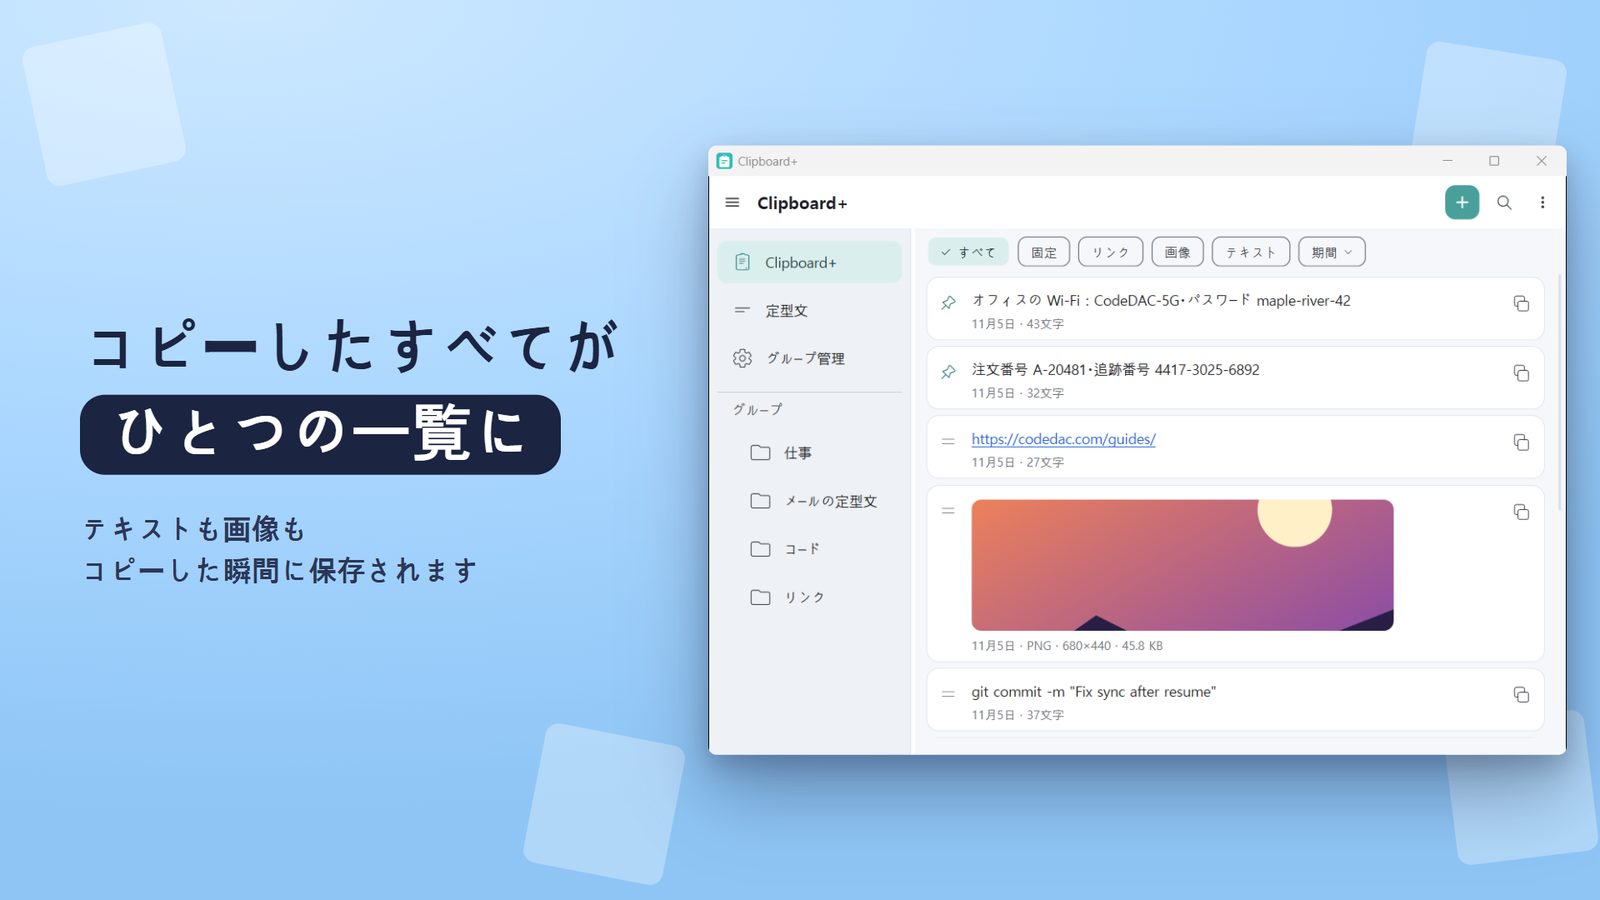 コピーしたすべてが
ひとつの一覧に
テキストも画像も
コピーした瞬間に保存されます
Clipboard+
Clipboard+
Clipboard+
定型文
グループ管理
グループ
仕事
メールの定型文
コード
リンク
すべて 固定 リンク 画像 テキスト 期間
オフィスの Wi-Fi : CodeDAC-5G・パスワード maple-river-42
11月5日 · 43文字
注文番号 A-20481・追跡番号 4417-3025-6892
11月5日 · 32文字
https://codedac.com/guides/
11月5日 · 27文字
11月5日 · PNG · 680×440 · 45.8 KB
git commit -m "Fix sync after resume"
11月5日 · 37文字